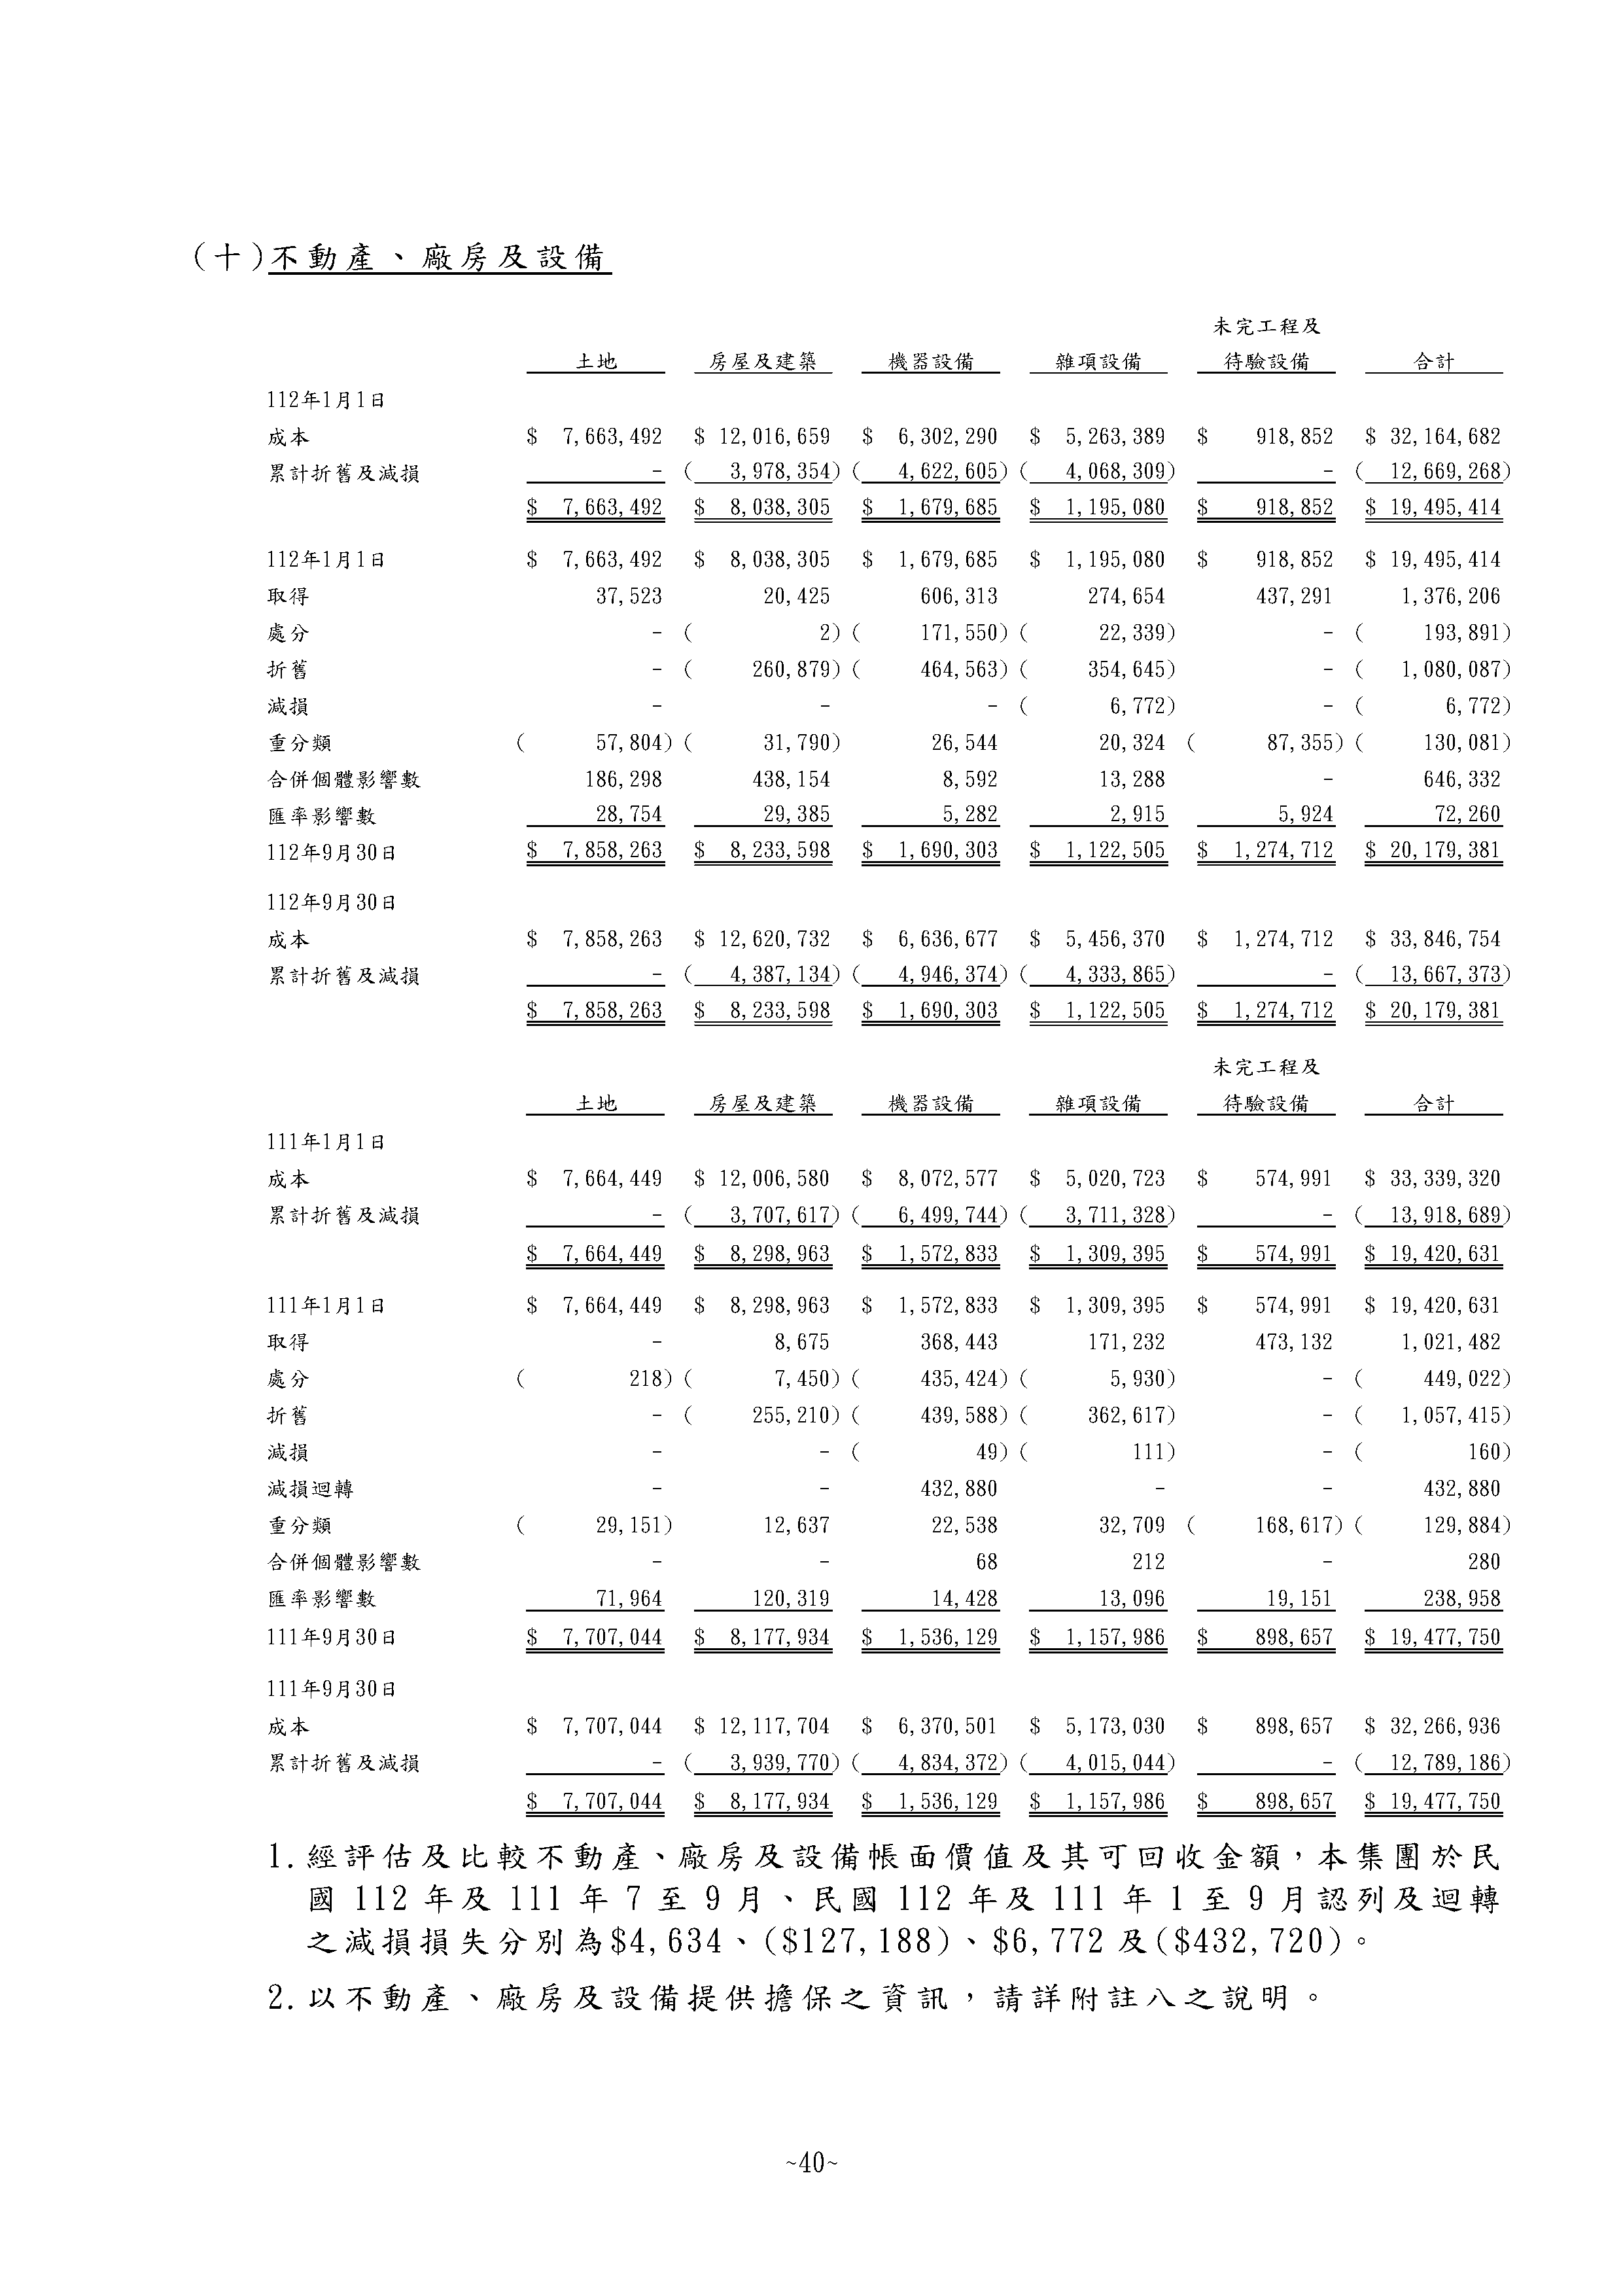 (十)不動產、廠房及設備
未完工程及
土地 房屋及建築 機器設備 雜項設備 待驗設備 合計
112年1月1日
成本 $ 7,663,492 $ 12,016,659 $ 6,302,290 $ 5,263,389 $ 918,852 $ 32,164,682
累計折舊及減損 - ( 3,978,354) ( 4,622,605) ( 4,068,309) - ( 12,669,268)
$ 7,663,492 $ 8,038,305 $ 1,679,685 $ 1,195,080 $ 918,852 $ 19,495,414
112年1月1日 $ 7,663,492 $ 8,038,305 $ 1,679,685 $ 1,195,080 $ 918,852 $ 19,495,414
取得 37,523 20,425 606,313 274,654 437,291 1,376,206
處分 - ( 2) ( 171,550) ( 22,339) - ( 193,891)
折舊 - ( 260,879) ( 464,563) ( 354,645) - ( 1,080,087)
減損 - - - ( 6,772) - ( 6,772)
重分類 ( 57,804) ( 31,790) 26,544 20,324 ( 87,355) ( 130,081)
合併個體影響數 186,298 438,154 8,592 13,288 - 646,332
匯率影響數 28,754 29,385 5,282 2,915 5,924 72,260
112年9月30日 $ 7,858,263 $ 8,233,598 $ 1,690,303 $ 1,122,505 $ 1,274,712 $ 20,179,381
112年9月30日
成本 $ 7,858,263 $ 12,620,732 $ 6,636,677 $ 5,456,370 $ 1,274,712 $ 33,846,754
累計折舊及減損 - ( 4,387,134) ( 4,946,374) ( 4,333,865) - ( 13,667,373)
$ 7,858,263 $ 8,233,598 $ 1,690,303 $ 1,122,505 $ 1,274,712 $ 20,179,381
未完工程及
土地 房屋及建築 機器設備 雜項設備 待驗設備 合計
111年1月1日
成本 $ 7,664,449 $ 12,006,580 $ 8,072,577 $ 5,020,723 $ 574,991 $ 33,339,320
累計折舊及減損 - ( 3,707,617) ( 6,499,744) ( 3,711,328) - ( 13,918,689)
$ 7,664,449 $ 8,298,963 $ 1,572,833 $ 1,309,395 $ 574,991 $ 19,420,631
111年1月1日 $ 7,664,449 $ 8,298,963 $ 1,572,833 $ 1,309,395 $ 574,991 $ 19,420,631
取得 - 8,675 368,443 171,232 473,132 1,021,482
處分 ( 218) ( 7,450) ( 435,424) ( 5,930) - ( 449,022)
折舊 - ( 255,210) ( 439,588) ( 362,617) - ( 1,057,415)
減損 - - ( 49) ( 111) - ( 160)
減損迴轉 - - 432,880 - - 432,880
重分類 ( 29,151) 12,637 22,538 32,709 ( 168,617) ( 129,884)
合併個體影響數 - - 68 212 - 280
匯率影響數 71,964 120,319 14,428 13,096 19,151 238,958
111年9月30日 $ 7,707,044 $ 8,177,934 $ 1,536,129 $ 1,157,986 $ 898,657 $ 19,477,750
111年9月30日
成本 $ 7,707,044 $ 12,117,704 $ 6,370,501 $ 5,173,030 $ 898,657 $ 32,266,936
累計折舊及減損 - ( 3,939,770) ( 4,834,372) ( 4,015,044) - ( 12,789,186)
$ 7,707,044 $ 8,177,934 $ 1,536,129 $ 1,157,986 $ 898,657 $ 19,477,750
1.經評估及比較不動產、廠房及設備帳面價值及其可回收金額，本集團於民
國 112 年及 111 年 7 至 9 月、民國 112 年及 111 年 1 至 9 月認列及迴轉
之減損損失分別為$4,634、($127,188)、$6,772 及($432,720)。
2.以不動產、廠房及設備提供擔保之資訊，請詳附註八之說明。
~40~